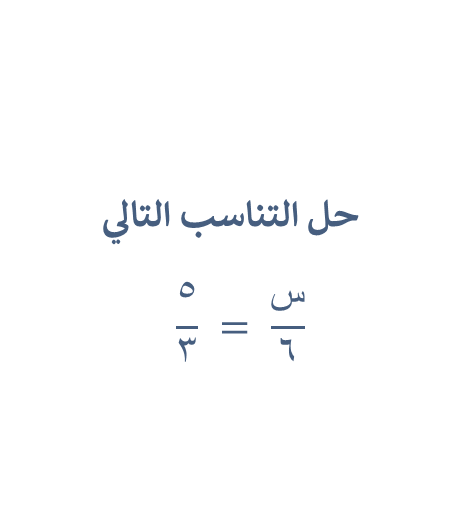 حل التناسب التالي
س/٦ = ٥/٣